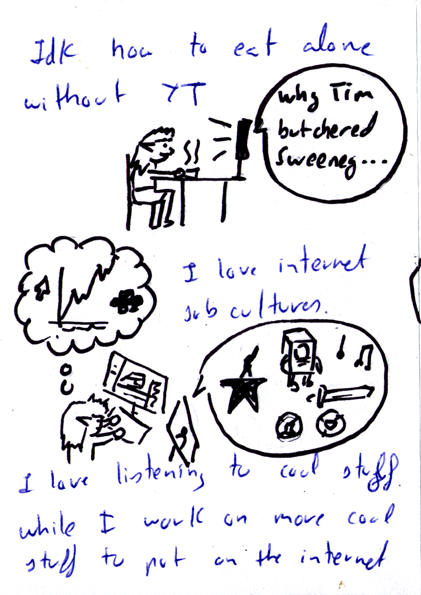 Idk how to eat alone
without YT
why Tim
butchered
Sweeney...
I love internet
sub cultures.
I love listening to cool stuff.
while I work on more cool
stuff to put on the internet